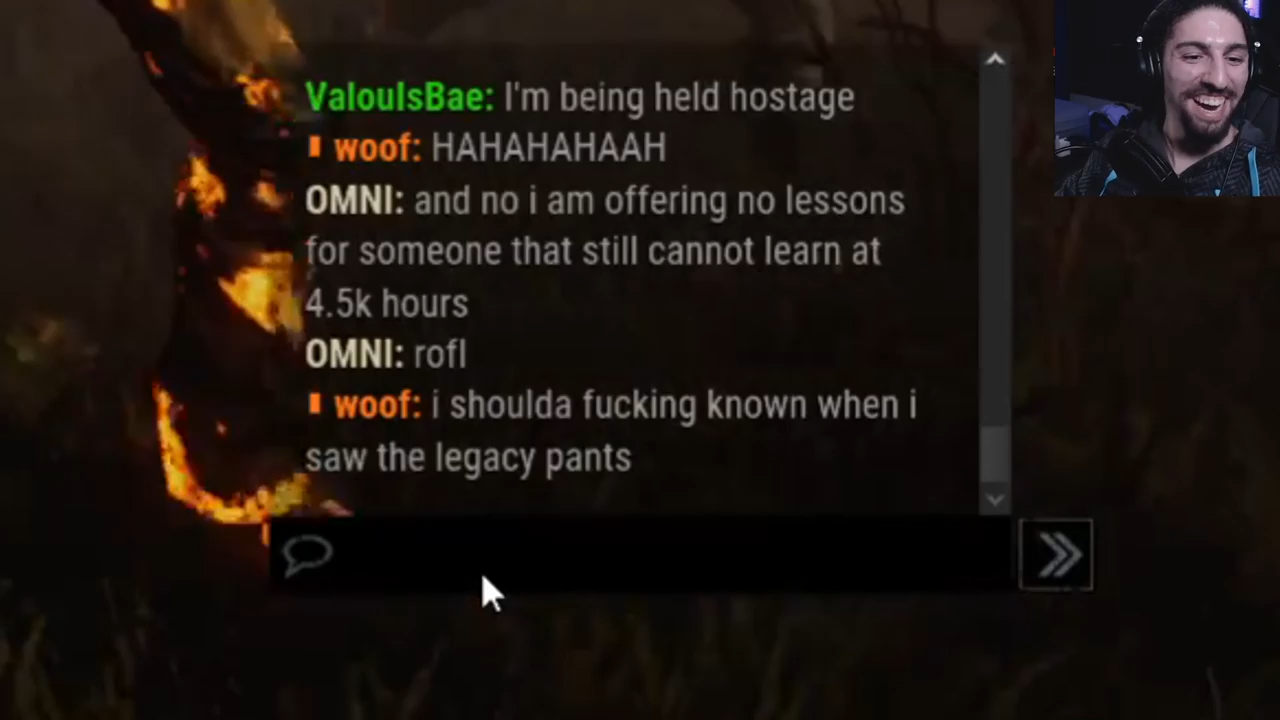 ValouIsBae: I'm being held hostage
woof: HAHAHAHAAH
OMNI: and no i am offering no lessons
for someone that still cannot learn at
4.5k hours
OMNI: rofl
woof: i shoulda fucking known when i
saw the legacy pants